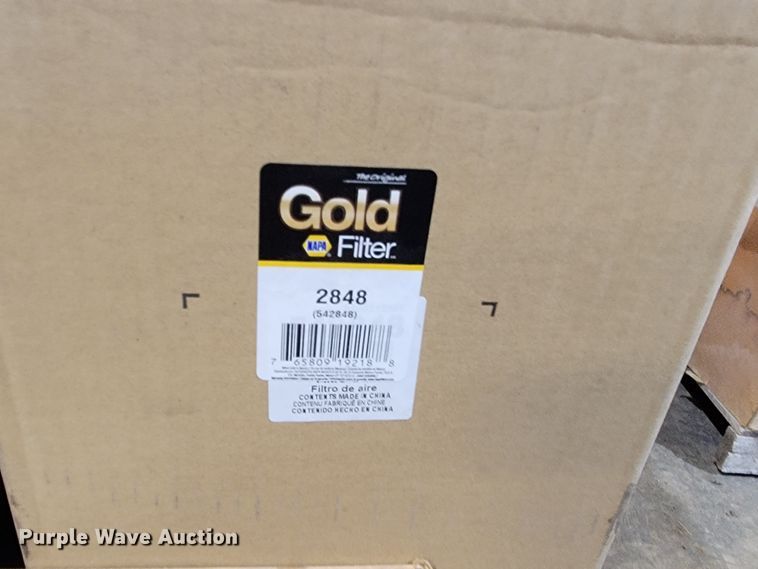 The Original
Gold
NAPA Filter
2848
(542848)
7 65809 19218 8
Filtro de aire
CONTENTS MADE IN CHINA
CONTENU FABRIQUÉ EN CHINE
CONTENIDO HECHO EN CHINA
Purple Wave Auction